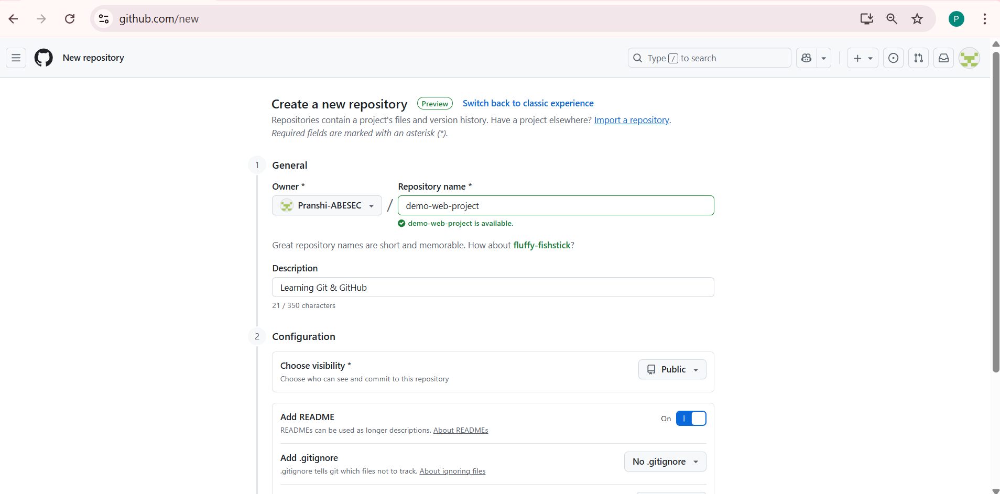 github.com/new
P
New repository
Type / to search
Create a new repository Preview Switch back to classic experience
Repositories contain a project's files and version history. Have a project elsewhere? Import a repository.
Required fields are marked with an asterisk (*).
1 General
Owner * Repository name *
Pranshi-ABESEC / demo-web-project
demo-web-project is available.
Great repository names are short and memorable. How about fluffy-fishstick?
Description
Learning Git & GitHub
21 / 350 characters
2 Configuration
Choose visibility *
Public
Choose who can see and commit to this repository
Add README
On
READMEs can be used as longer descriptions. About READMEs
Add .gitignore
No .gitignore
.gitignore tells git which files not to track. About ignoring files